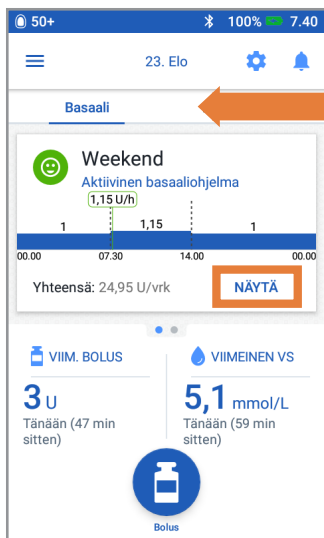 50+ 100% 7.40
23. Elo
Basaali
Weekend
Aktiivinen basaaliohjelma
1,15 U/h
1 1,15 1
00.00 07.30 14.00 00.00
Yhteensä: 24,95 U/vrk NÄYTÄ
VIIM. BOLUS
3 U
Tänään (47 min
sitten)
VIIMEINEN VS
5,1 mmol/L
Tänään (59 min
sitten)
Bolus